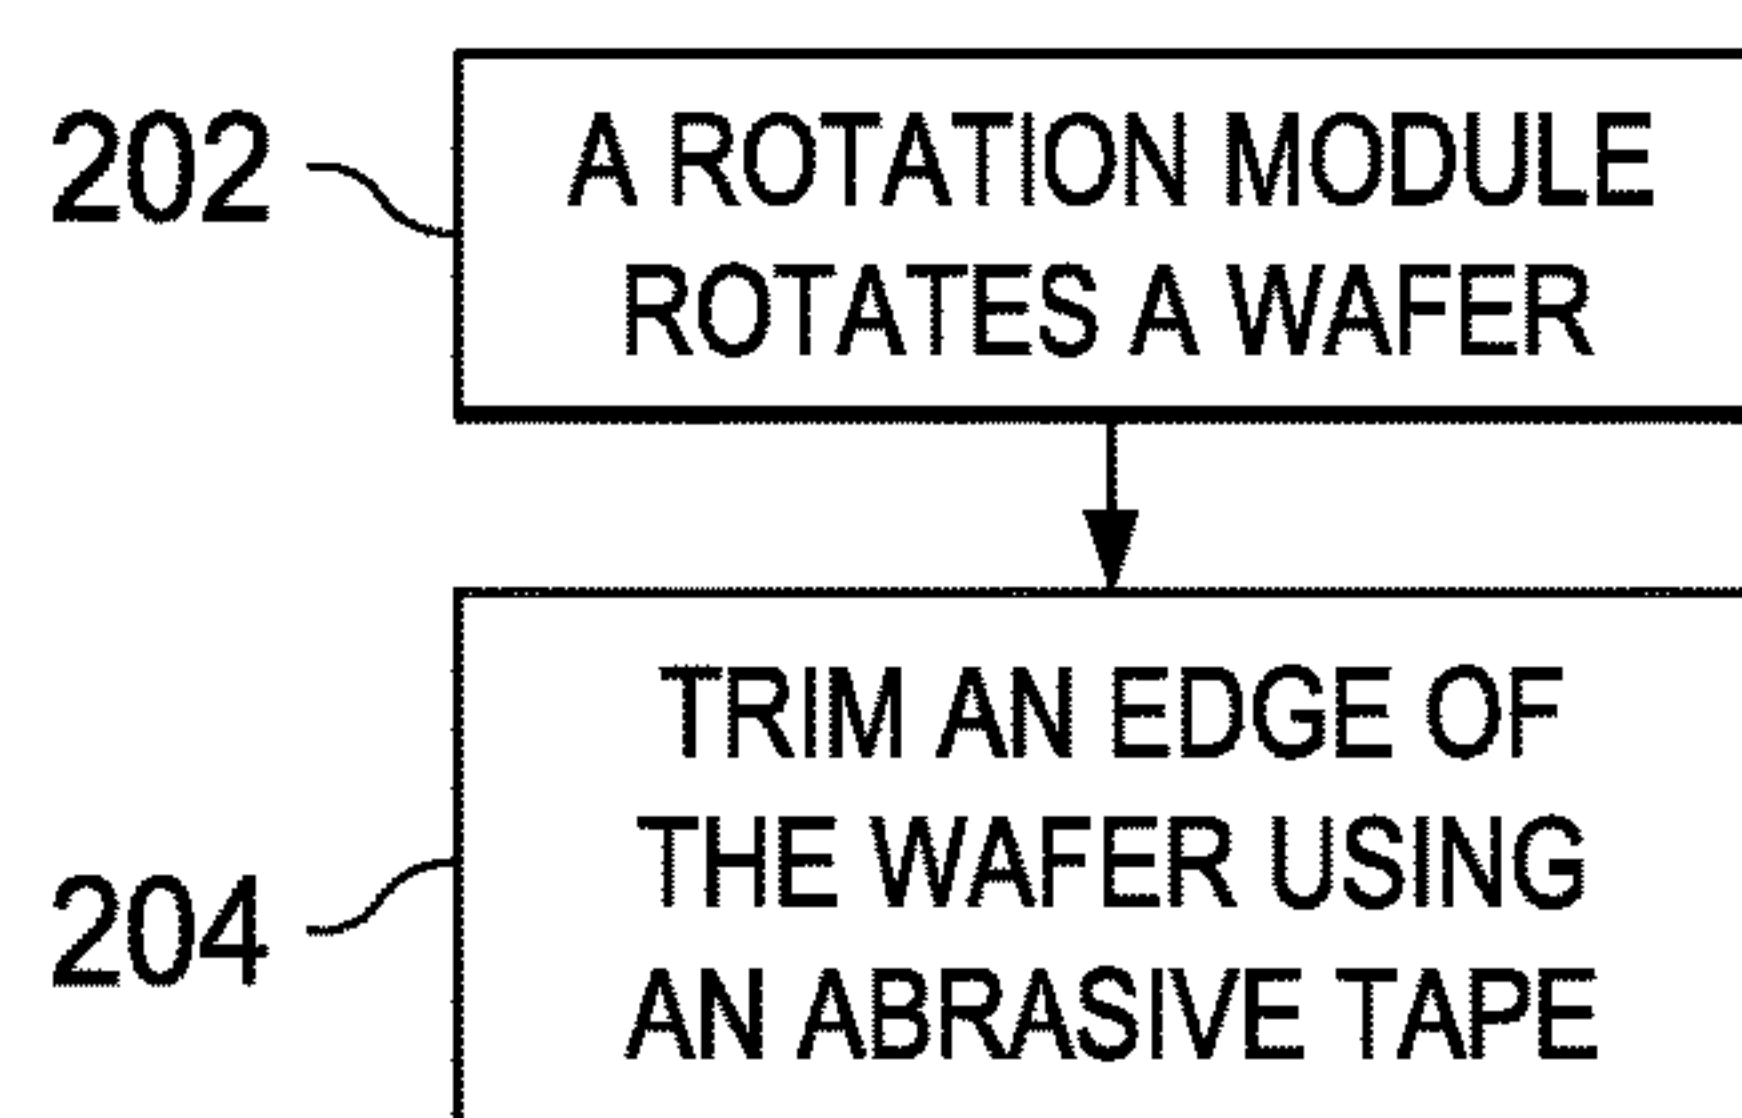 202
A ROTATION MODULE
ROTATES A WAFER
TRIM AN EDGE OF
THE WAFER USING
204
AN ABRASIVE TAPE